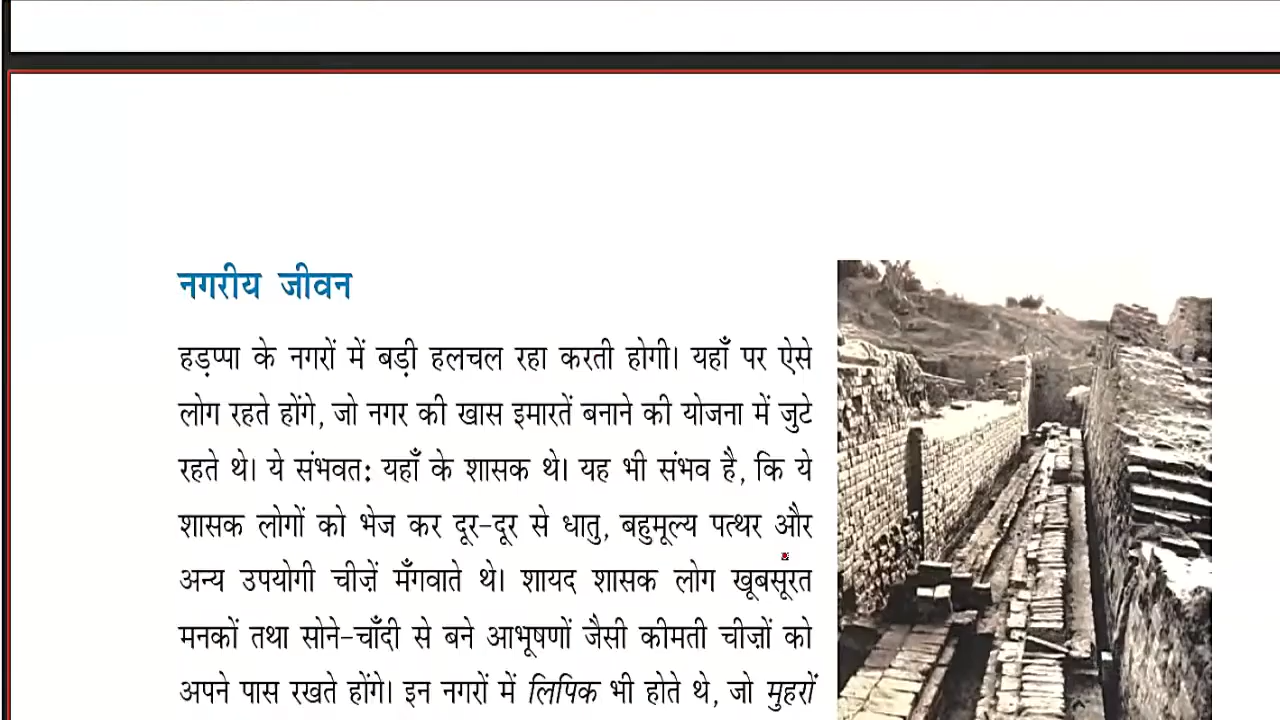 नगरीय जीवन
हड़प्पा के नगरों में बड़ी हलचल रहा करती होगी। यहाँ पर ऐसे
लोग रहते होंगे, जो नगर की खास इमारतें बनाने की योजना में जुटे
रहते थे। ये संभवत: यहाँ के शासक थे। यह भी संभव है, कि ये
शासक लोगों को भेज कर दूर-दूर से धातु, बहुमूल्य पत्थर और
अन्य उपयोगी चीज़ें मँगवाते थे। शायद शासक लोग खूबसूरत
मनकों तथा सोने-चाँदी से बने आभूषणों जैसी कीमती चीज़ों को
अपने पास रखते होंगे। इन नगरों में लिपिक भी होते थे, जो मुहरों